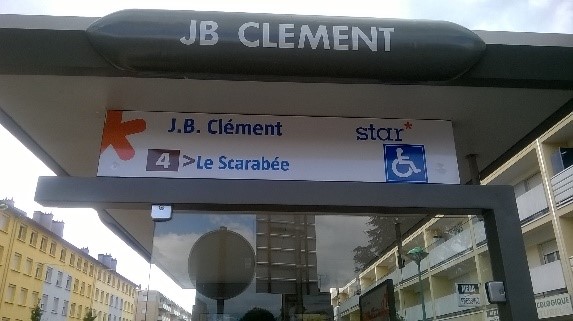 JB CLEMENT
J.B. Clément
star*
4 > Le Scarabée